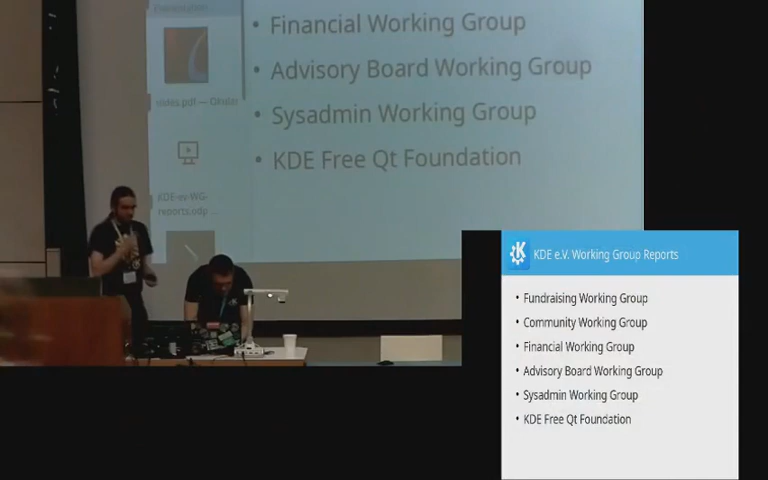 Presentation
• Financial Working Group
• Advisory Board Working Group
• Sysadmin Working Group
• KDE Free Qt Foundation
slides.pdf — Okular
KDE-ev-WG-
reports.odp ...
KDE e.V. Working Group Reports
• Fundraising Working Group
• Community Working Group
• Financial Working Group
• Advisory Board Working Group
• Sysadmin Working Group
• KDE Free Qt Foundation